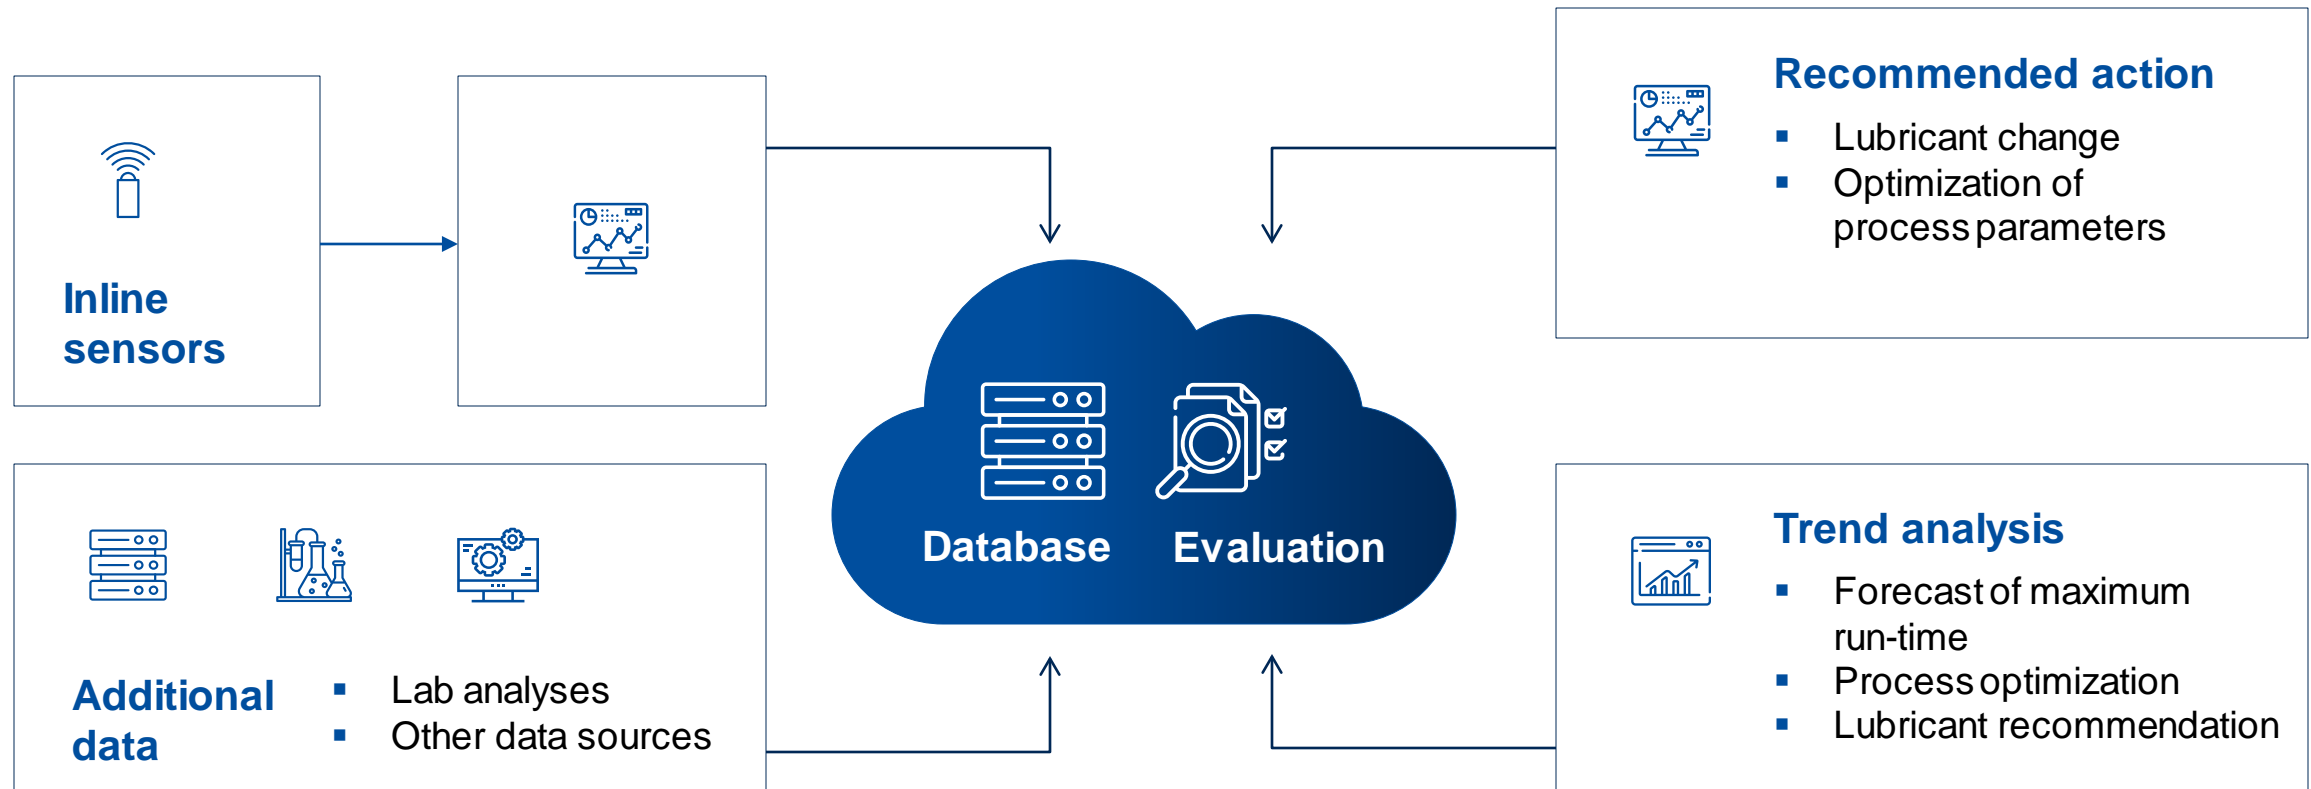 Inline
sensors
Additional
data
▪ Lab analyses
▪ Other data sources
Database
Evaluation
Recommended action
▪ Lubricant change
▪ Optimization of
process parameters
Trend analysis
▪ Forecast of maximum
run-time
▪ Process optimization
▪ Lubricant recommendation